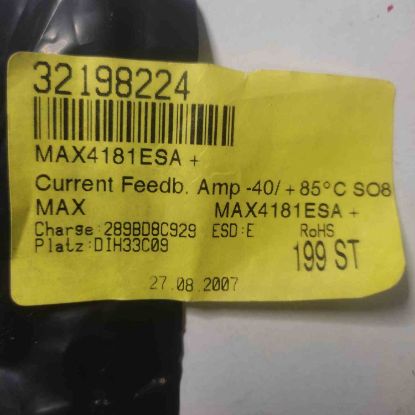 32198224
MAX4181ESA +
Current Feedb. Amp -40/ + 85°C SO8
MAX MAX4181ESA +
Charge:289BD8C929 ESD:E RoHS
Platz:DIH33C09 199 ST
27.08.2007